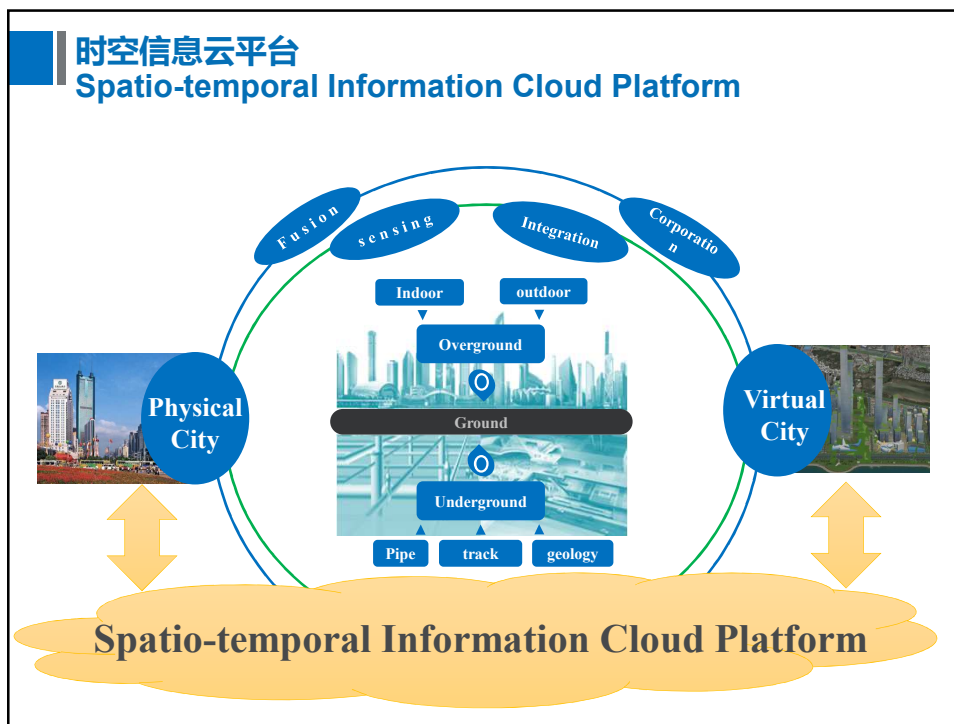 时空信息云平台
Spatio-temporal Information Cloud Platform
Fusion
sensing
Integration
Corporatio
n
Indoor
outdoor
Overground
Physical
City
Virtual
City
Ground
Underground
Pipe
track
geology
Spatio-temporal Information Cloud Platform